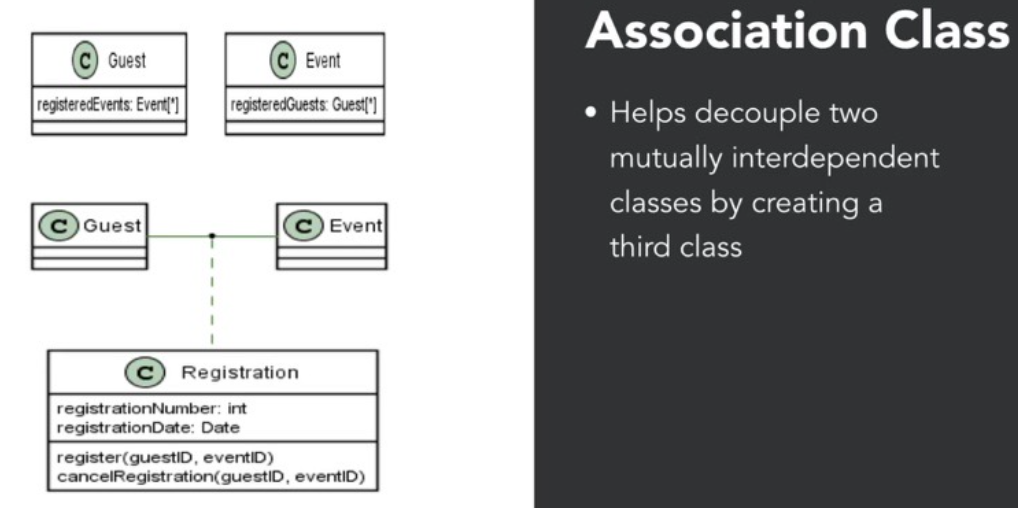 C Guest
registeredEvents: Event[*]
C Event
registeredGuests: Guest[*]
C Guest
C Event
C Registration
registrationNumber: int
registrationDate: Date
register(guestID, eventID)
cancelRegistration(guestID, eventID)
Association Class
• Helps decouple two
mutually interdependent
classes by creating a
third class